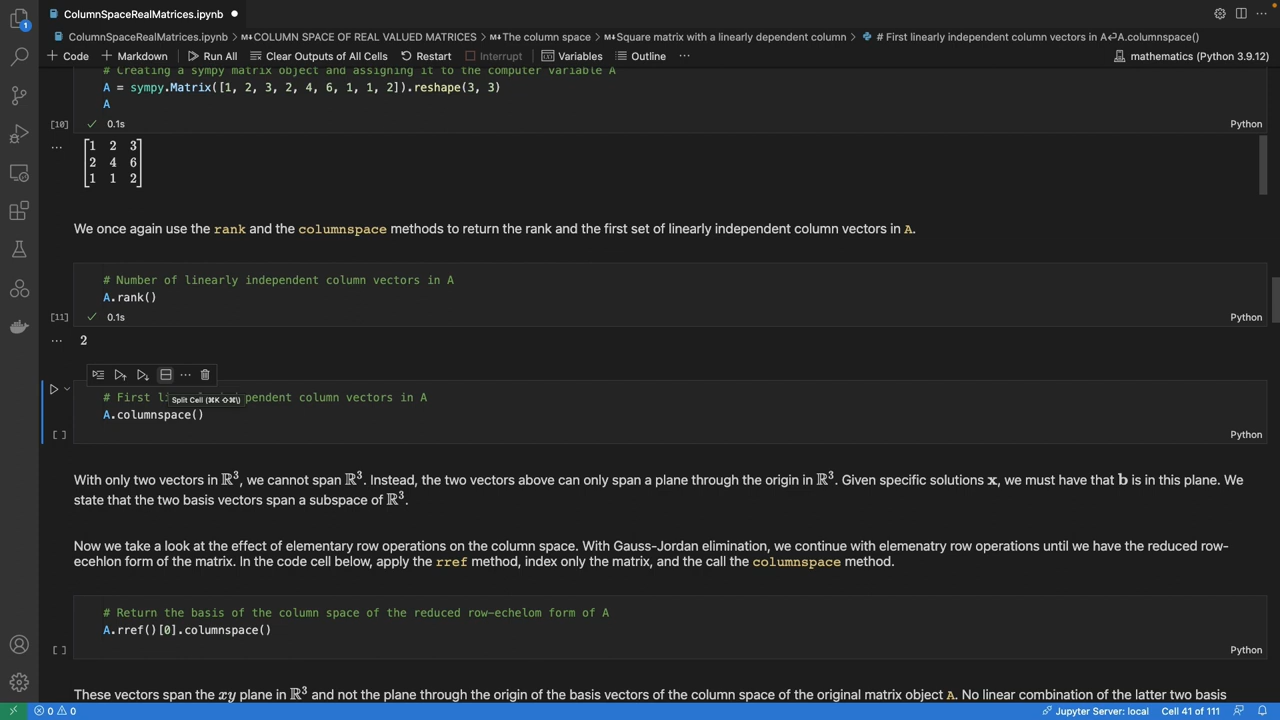 ColumnSpaceRealMatrices.ipynb ●
ColumnSpaceRealMatrices.ipynb > M↓COLUMN SPACE OF REAL VALUED MATRICES > M↓The column space > M↓Square matrix with a linearly dependent column > # First linearly independent column vectors in A↵A.columnspace()
+ Code + Markdown Run All Clear Outputs of All Cells Restart Interrupt Variables Outline ··· mathematics (Python 3.9.12)
# Creating a sympy matrix object and assigning it to the computer variable A
A = sympy.Matrix([1, 2, 3, 2, 4, 6, 1, 1, 2]).reshape(3, 3)
A
[10] ✓ 0.1s Python
1 2 3
2 4 6
1 1 2
We once again use the rank and the columnspace methods to return the rank and the first set of linearly independent column vectors in A.
# Number of linearly independent column vectors in A
A.rank()
[11] ✓ 0.1s Python
2
# First li pendent column vectors in A
Split Cell (⌘K ⇧⌘\)
A.columnspace()
[ ] Python
With only two vectors in ℝ³, we cannot span ℝ³. Instead, the two vectors above can only span a plane through the origin in ℝ³. Given specific solutions x, we must have that b is in this plane. We
state that the two basis vectors span a subspace of ℝ³.
Now we take a look at the effect of elementary row operations on the column space. With Gauss-Jordan elimination, we continue with elemenatry row operations until we have the reduced row-
ecehlon form of the matrix. In the code cell below, apply the rref method, index only the matrix, and the call the columnspace method.
# Return the basis of the column space of the reduced row-echelom form of A
A.rref()[0].columnspace()
[ ] Python
These vectors span the xy plane in ℝ³ and not the plane through the origin of the basis vectors of the column space of the original matrix object A. No linear combination of the latter two basis
0 0 Jupyter Server: local Cell 41 of 111